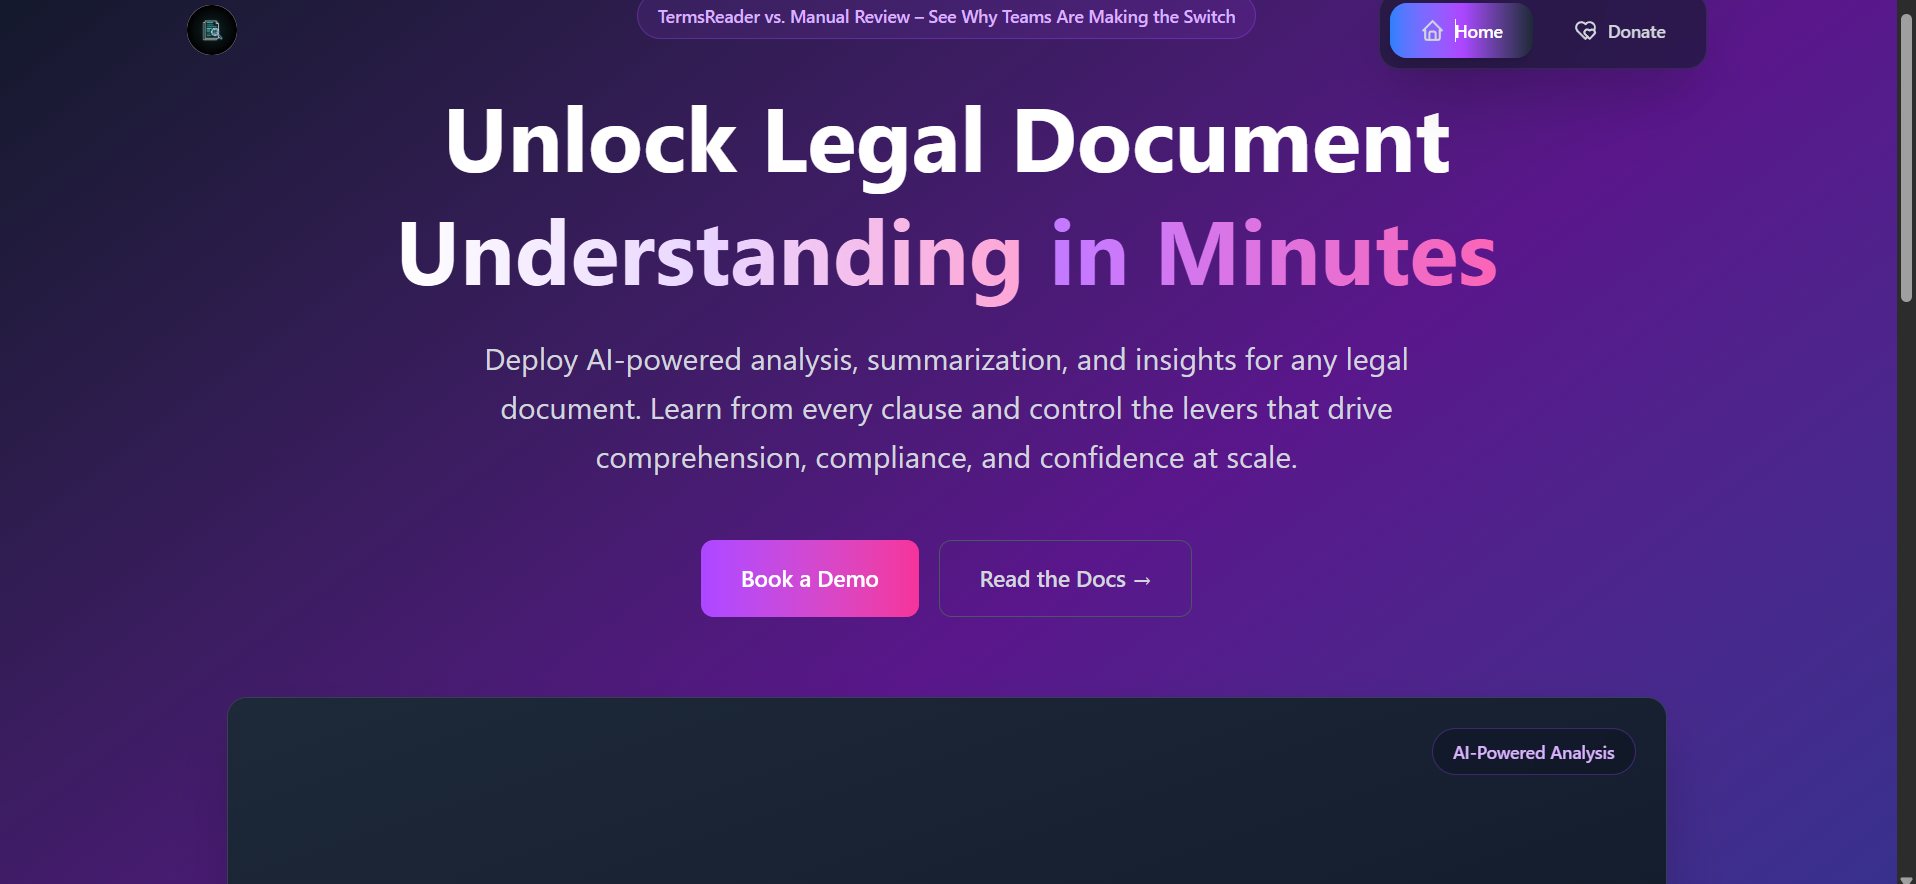 TermsReader vs. Manual Review – See Why Teams Are Making the Switch
Home
Donate
Unlock Legal Document
Understanding in Minutes
Deploy AI-powered analysis, summarization, and insights for any legal
document. Learn from every clause and control the levers that drive
comprehension, compliance, and confidence at scale.
Book a Demo
Read the Docs →
AI-Powered Analysis